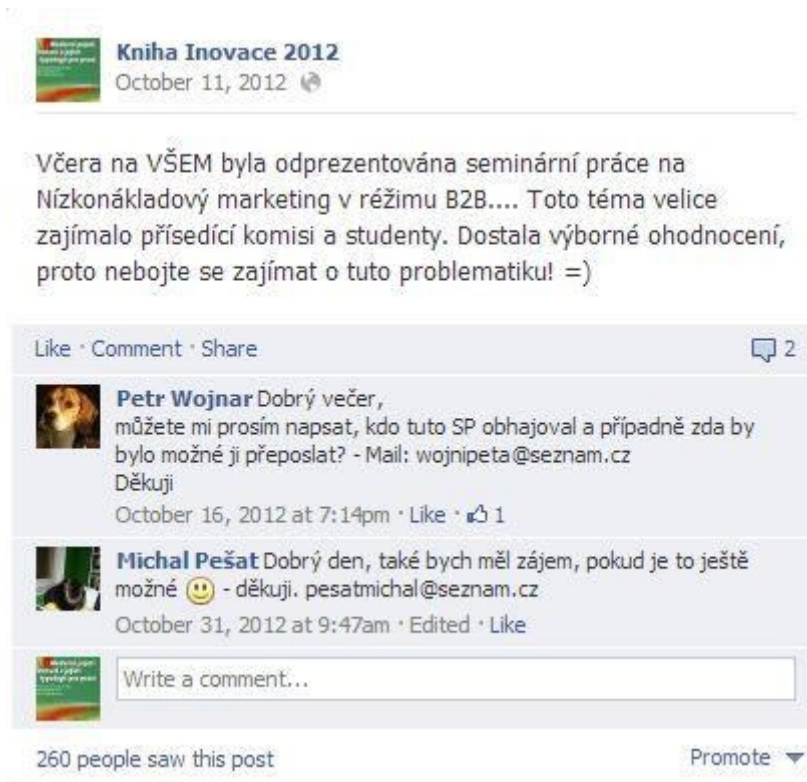 Kniha Inovace 2012
October 11, 2012
Včera na VŠEM byla odprezentována seminární práce na
Nízkonákladový marketing v réžimu B2B.... Toto téma velice
zajímalo přísedící komisi a studenty. Dostala výborné ohodnocení,
proto nebojte se zajímat o tuto problematiku! =)
Like · Comment · Share 2
Petr Wojnar Dobrý večer,
můžete mi prosím napsat, kdo tuto SP obhajoval a případně zda by
bylo možné ji přeposlat? - Mail: wojnipeta@seznam.cz
Děkuji
October 16, 2012 at 7:14pm · Like · 1
Michal Pešat Dobrý den, také bych měl zájem, pokud je to ještě
možné - děkuji. pesatmichal@seznam.cz
October 31, 2012 at 9:47am · Edited · Like
Write a comment...
260 people saw this post Promote